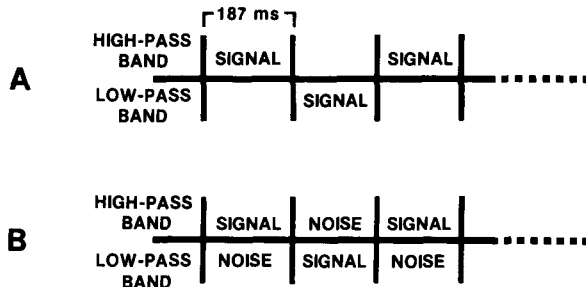 187 ms
HIGH-PASS
BAND
SIGNAL
SIGNAL
A
LOW-PASS
BAND
SIGNAL
HIGH-PASS
BAND
SIGNAL
NOISE
SIGNAL
B
LOW-PASS
BAND
NOISE
SIGNAL
NOISE